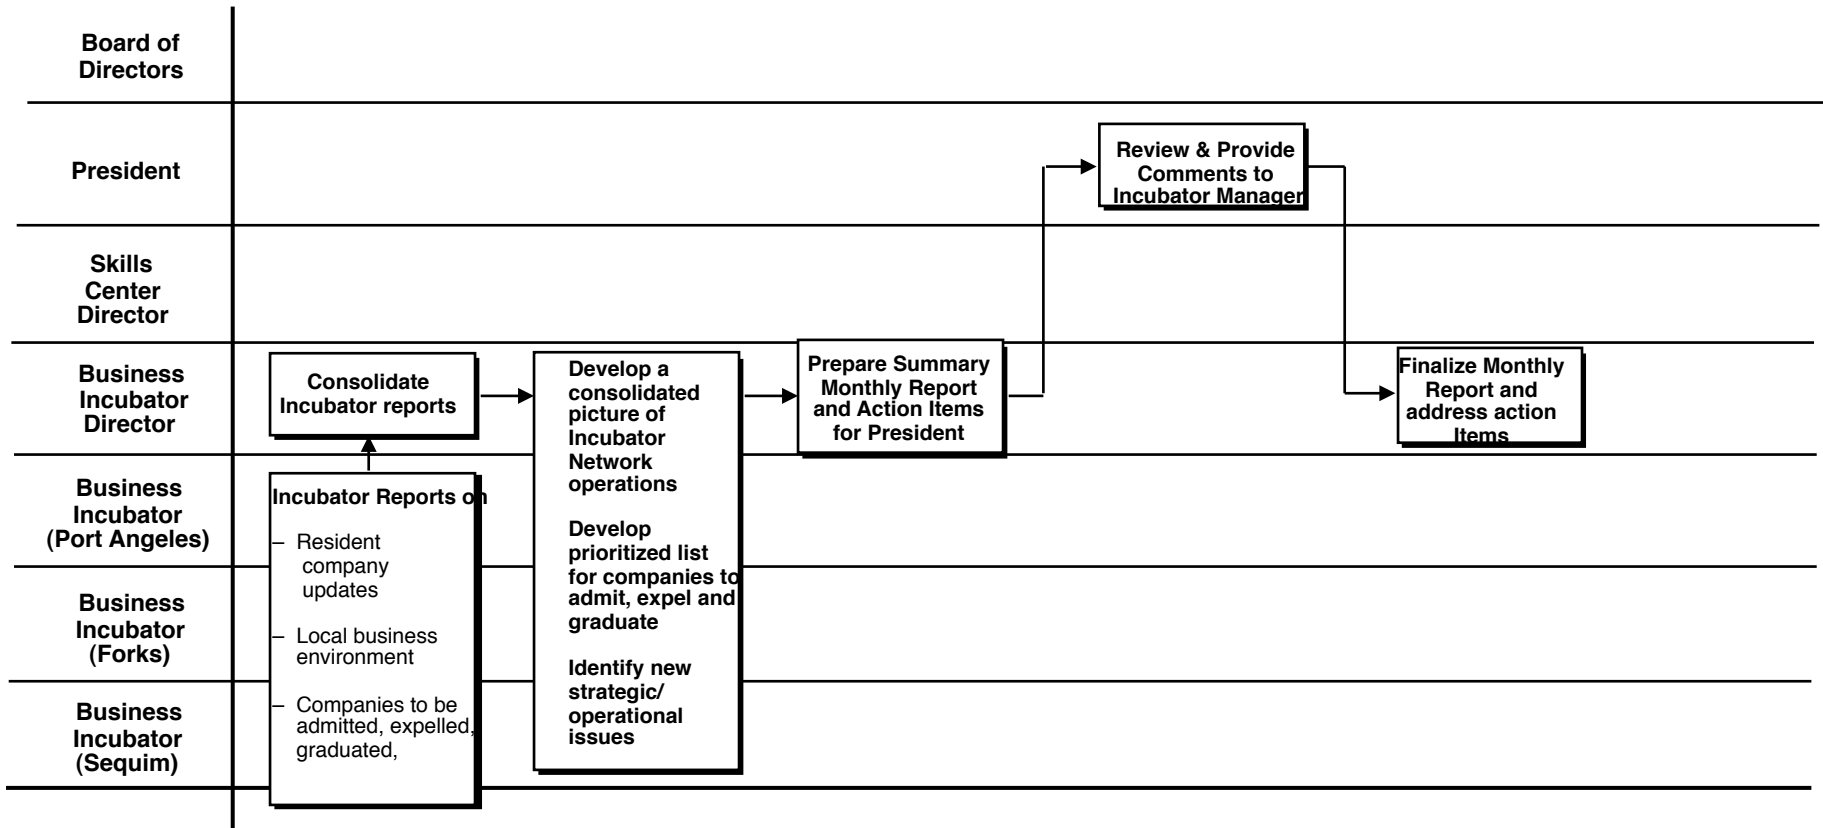 Board of
Directors
President
Review & Provide
Comments to
Incubator Manager
Skills
Center
Director
Business
Incubator
Director
Consolidate
Incubator reports
Develop a
consolidated
picture of
Incubator
Network
operations
Develop
prioritized list
for companies to
admit, expel and
graduate
Identify new
strategic/
operational
issues
Prepare Summary
Monthly Report
and Action Items
for President
Finalize Monthly
Report and
address action
Items
Business
Incubator
(Port Angeles)
Incubator Reports on
– Resident
company
updates
– Local business
environment
– Companies to be
admitted, expelled,
graduated,
Business
Incubator
(Forks)
Business
Incubator
(Sequim)